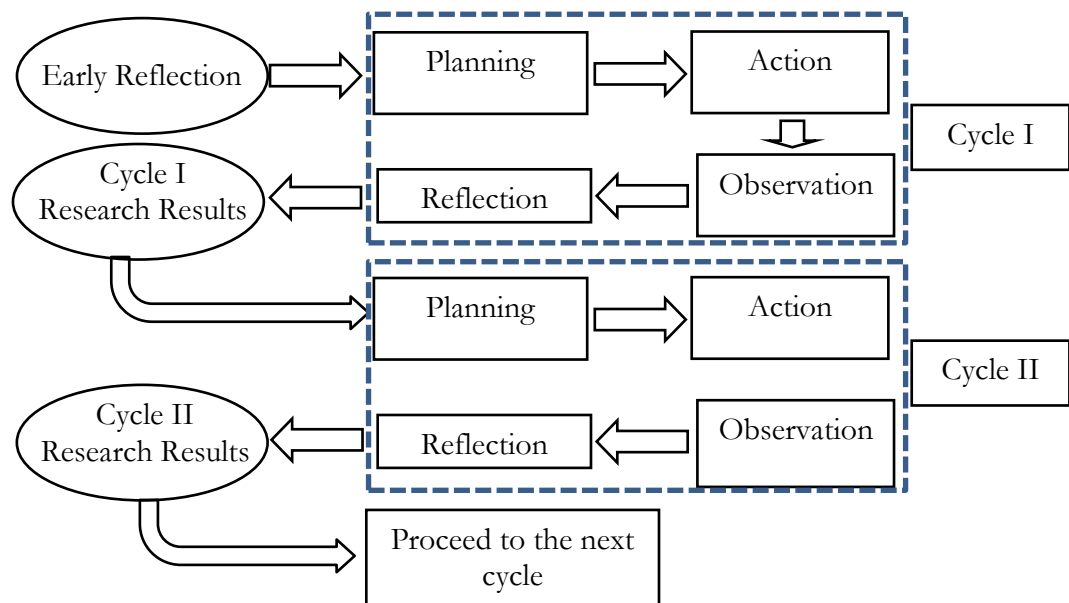 Early Reflection
Planning
Action
Cycle I
Cycle I
Research Results
Reflection
Observation
Planning
Action
Cycle II
Cycle II
Research Results
Reflection
Observation
Proceed to the next
cycle